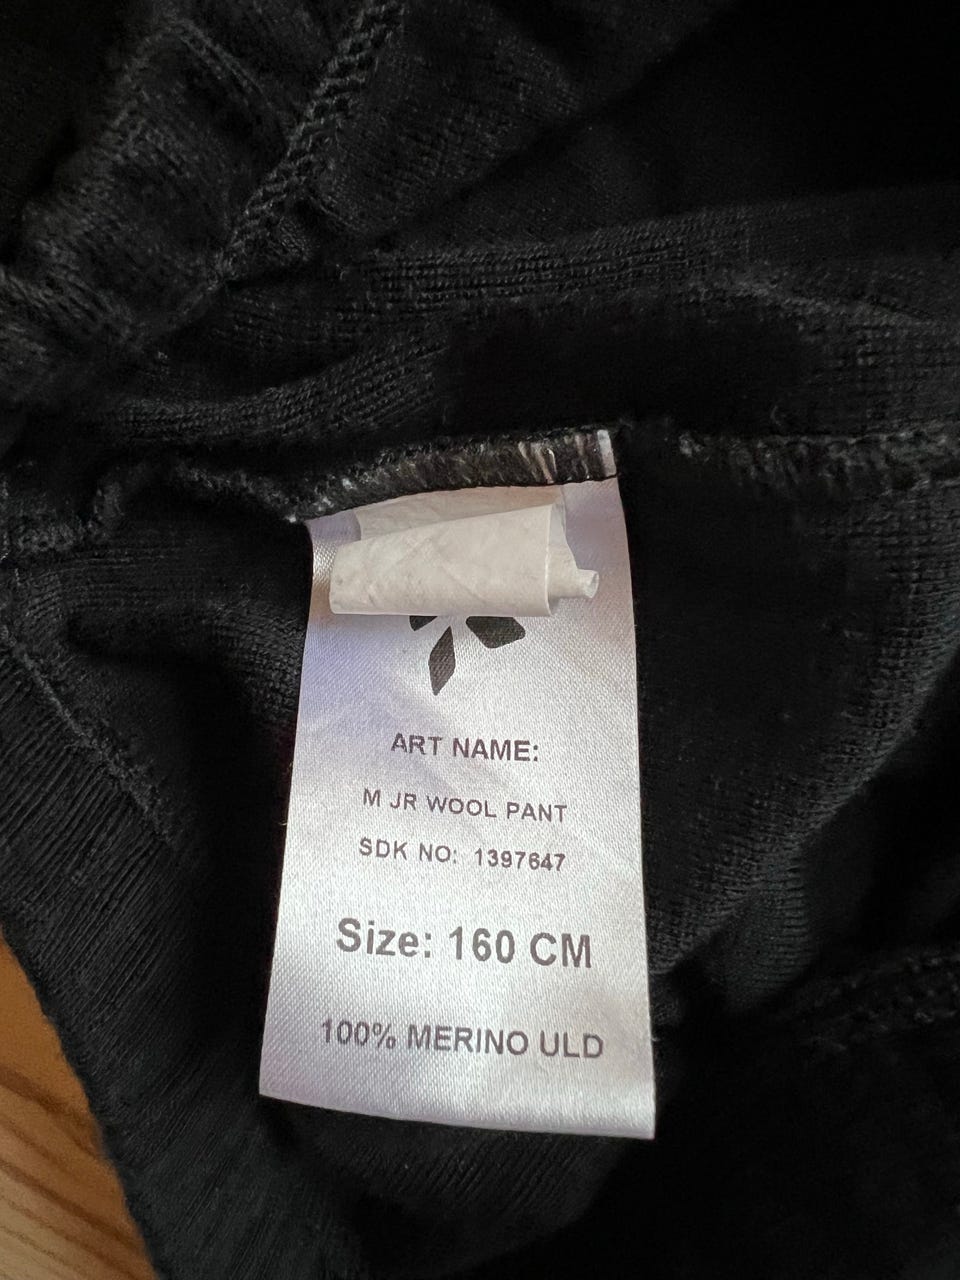 ART NAME:
M JR WOOL PANT
SDK NO: 1397647
Size: 160 CM
100% MERINO ULD